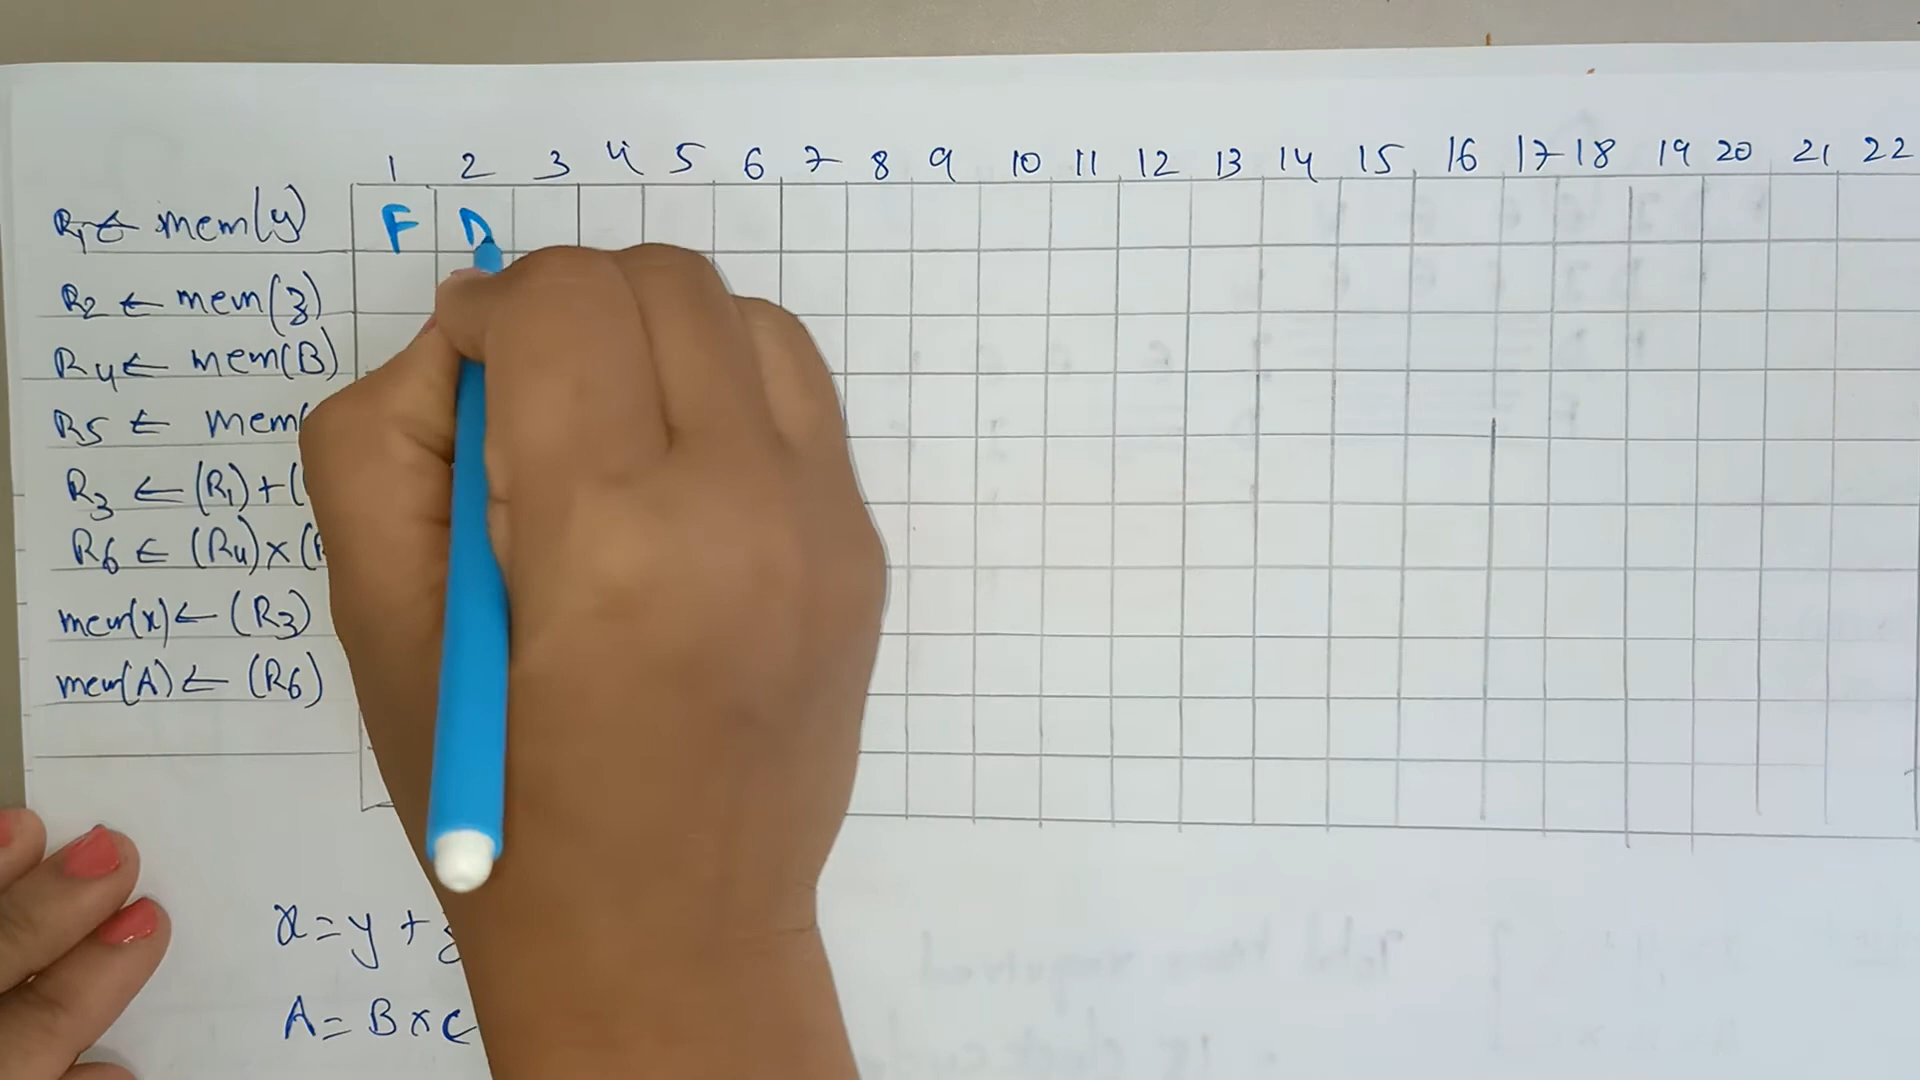 1 2 3 4 5 6 7 8 9 10 11 12 13 14 15 16 17 18 19 20 21 22
R1 ← mem(y) F D
R2 ← mem(z)
R4 ← mem(B)
R5 ← mem(
R3 ← (R1)+(
R6 ← (R4)×(
mem(x) ← (R3)
mem(A) ← (R6)
x = y +
A = B × C